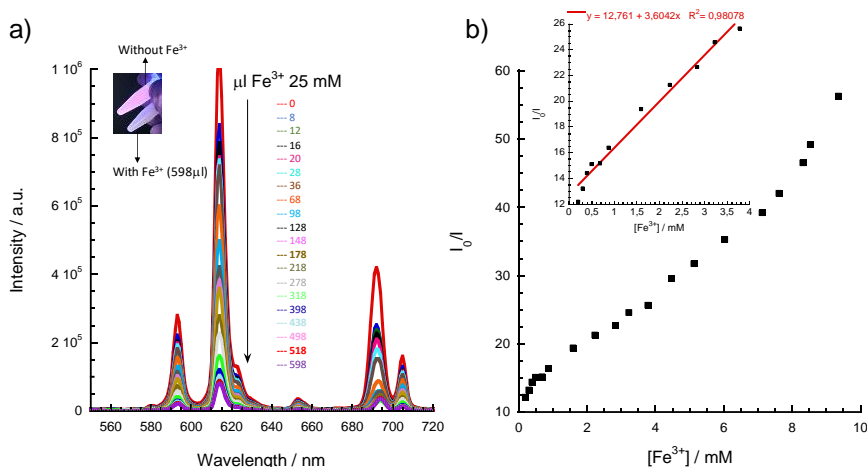 a)
Without Fe³⁺
With Fe³⁺ (598µl)
µl Fe³⁺ 25 mM
--- 0
--- 8
--- 12
--- 16
--- 20
--- 28
--- 36
--- 68
--- 98
--- 128
--- 148
--- 178
--- 218
--- 278
--- 318
--- 398
--- 438
--- 498
--- 518
--- 598
Intensity / a.u.
1 10⁶
8 10⁵
6 10⁵
4 10⁵
2 10⁵
0
560 580 600 620 640 660 680 700 720
Wavelength / nm
b)
y = 12,761 + 3,6042x R²= 0,98078
I₀/I
26
24
22
20
18
16
14
12
0 0,5 1 1,5 2 2,5 3 3,5 4
[Fe³⁺] / mM
I₀/I
60
50
40
30
20
10
0 2 4 6 8 10
[Fe³⁺] / mM